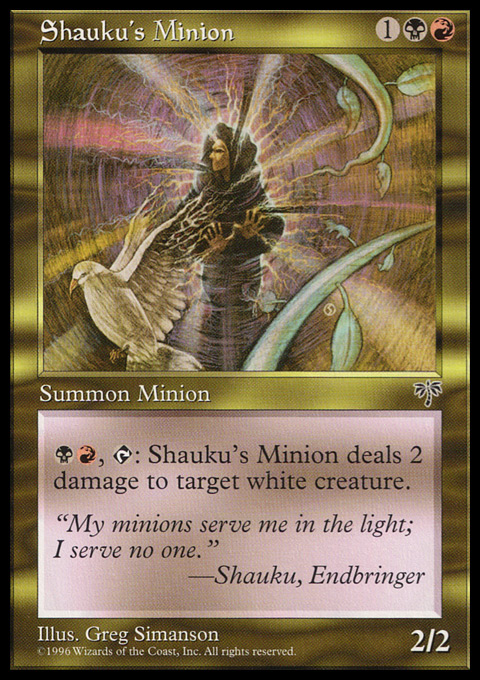 Shauku's Minion 1
Summon Minion
: Shauku's Minion deals 2
damage to target white creature.
“My minions serve me in the light;
I serve no one.”
—Shauku, Endbringer
Illus. Greg Simanson
2/2
©1996 Wizards of the Coast, Inc. All rights reserved.